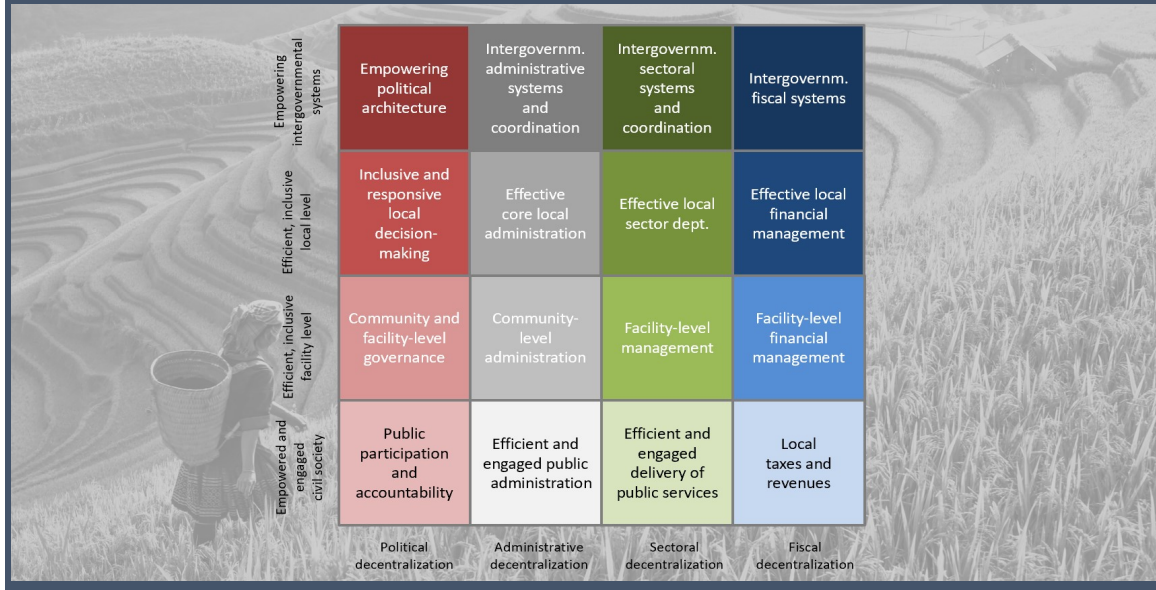 Empowering
intergovernmental
systems
Empowering
political
architecture
Intergovernm.
administrative
systems
and
coordination
Intergovernm.
sectoral
systems
and
coordination
Intergovernm.
fiscal systems
Efficient, inclusive
local level
Inclusive and
responsive
local
decision-
making
Effective
core local
administration
Effective local
sector dept.
Effective local
financial
management
Efficient, inclusive
facility level
Community and
facility-level
governance
Community-
level
administration
Facility-level
management
Facility-level
financial
management
Empowered and
engaged
civil society
Public
participation
and
accountability
Efficient and
engaged public
administration
Efficient and
engaged
delivery of
public services
Local
taxes and
revenues
Political
decentralization
Administrative
decentralization
Sectoral
decentralization
Fiscal
decentralization